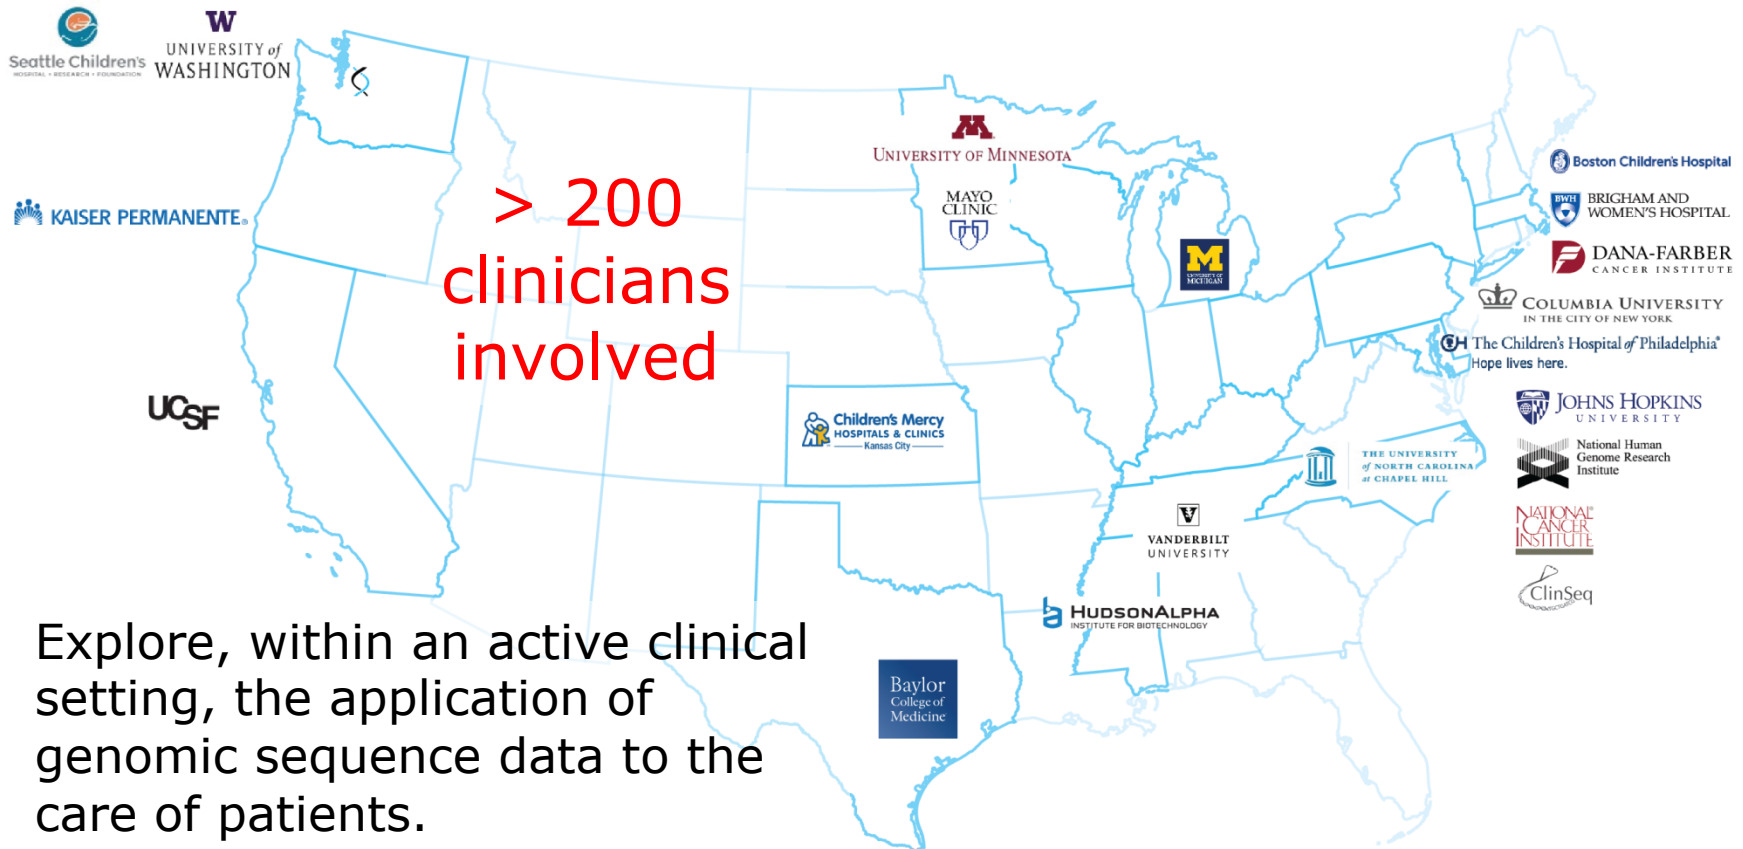 Seattle Children's
HOSPITAL • RESEARCH • FOUNDATION
W
UNIVERSITY of
WASHINGTON
KAISER PERMANENTE®
UCSF
> 200
clinicians
involved
M
UNIVERSITY OF MINNESOTA
MAYO
CLINIC
M
UNIVERSITY OF
MICHIGAN
Children's Mercy
HOSPITALS & CLINICS
Kansas City
Boston Children's Hospital
BWH
BRIGHAM AND
WOMEN'S HOSPITAL
DANA-FARBER
CANCER INSTITUTE
COLUMBIA UNIVERSITY
IN THE CITY OF NEW YORK
CH The Children's Hospital of Philadelphia®
Hope lives here.
JOHNS HOPKINS
UNIVERSITY
National Human
Genome Research
Institute
THE UNIVERSITY
of NORTH CAROLINA
at CHAPEL HILL
V
VANDERBILT
UNIVERSITY
NATIONAL®
CANCER
INSTITUTE
ClinSeq
HUDSONALPHA
INSTITUTE FOR BIOTECHNOLOGY
Baylor
College of
Medicine
Explore, within an active clinical
setting, the application of
genomic sequence data to the
care of patients.